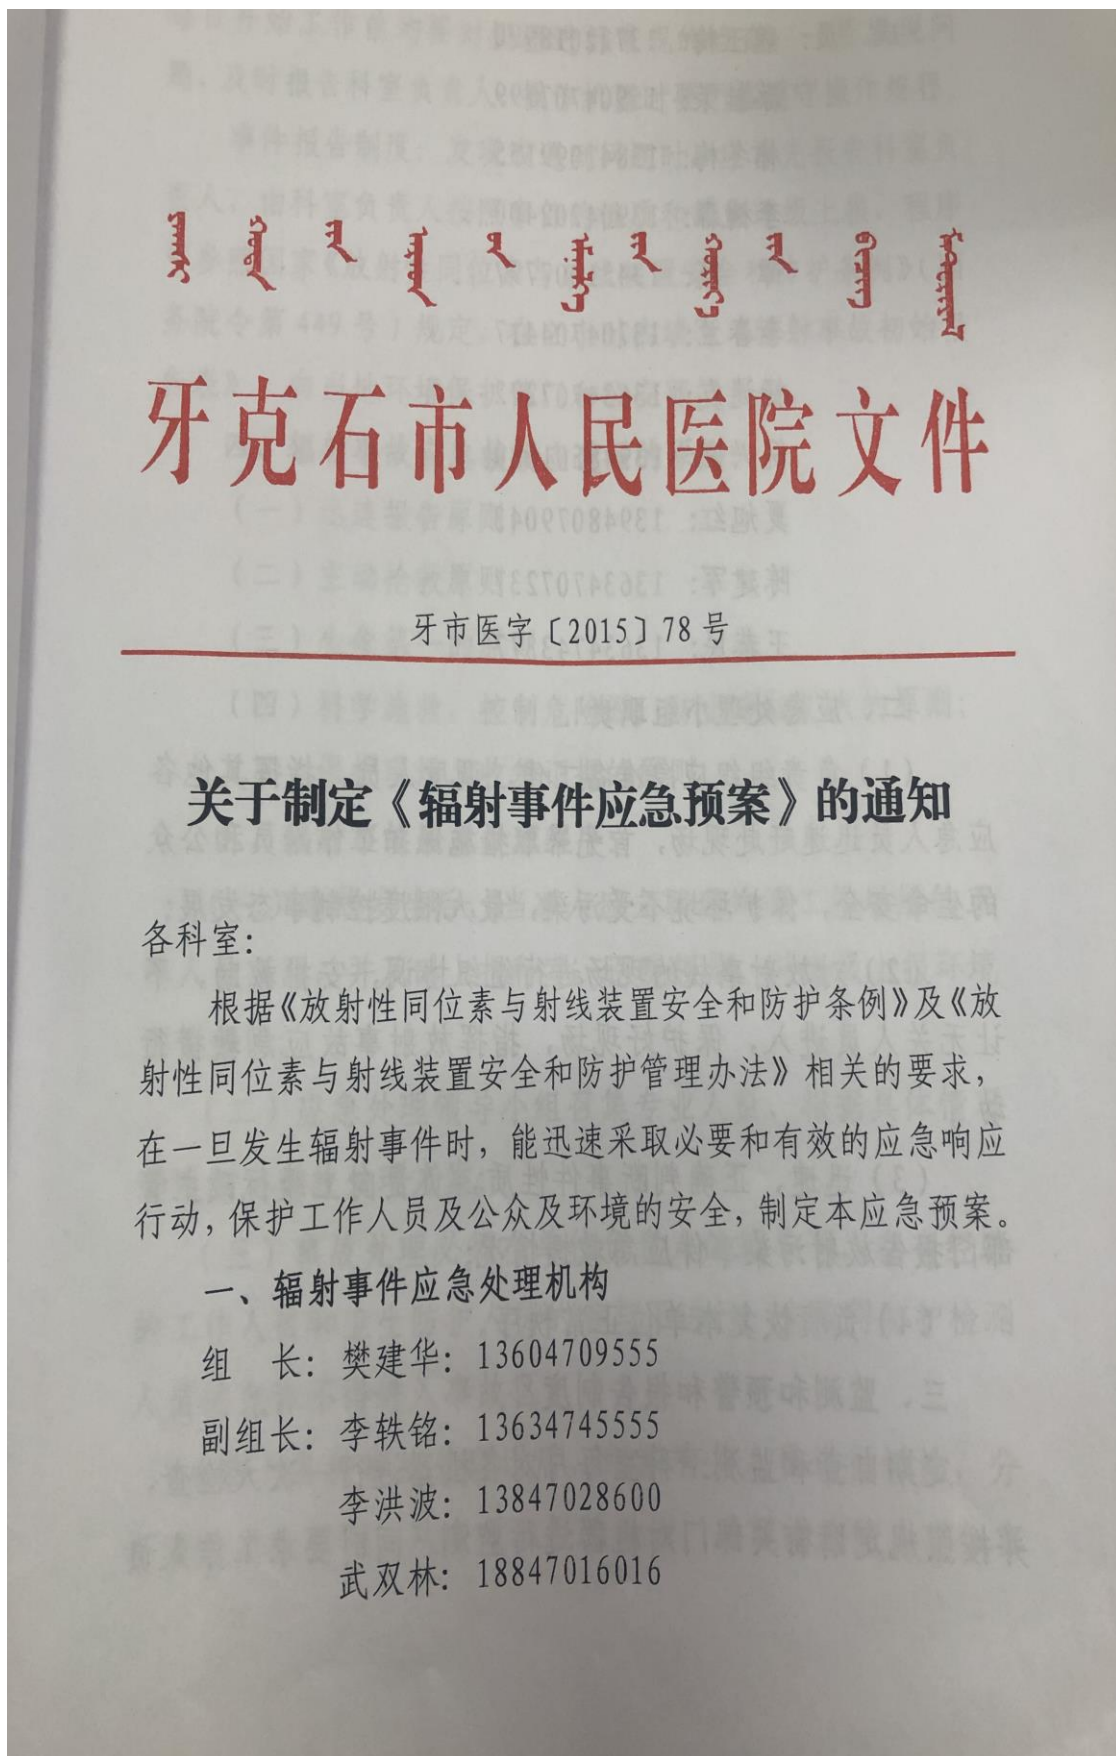 牙克石市人民医院文件
牙市医字〔2015〕78号
关于制定《辐射事件应急预案》的通知
各科室：
根据《放射性同位素与射线装置安全和防护条例》及《放
射性同位素与射线装置安全和防护管理办法》相关的要求，
在一旦发生辐射事件时，能迅速采取必要和有效的应急响应
行动，保护工作人员及公众及环境的安全，制定本应急预案。
一、辐射事件应急处理机构
组　长：樊建华：13604709555
副组长：李轶铭：13634745555
李洪波：13847028600
武双林：18847016016